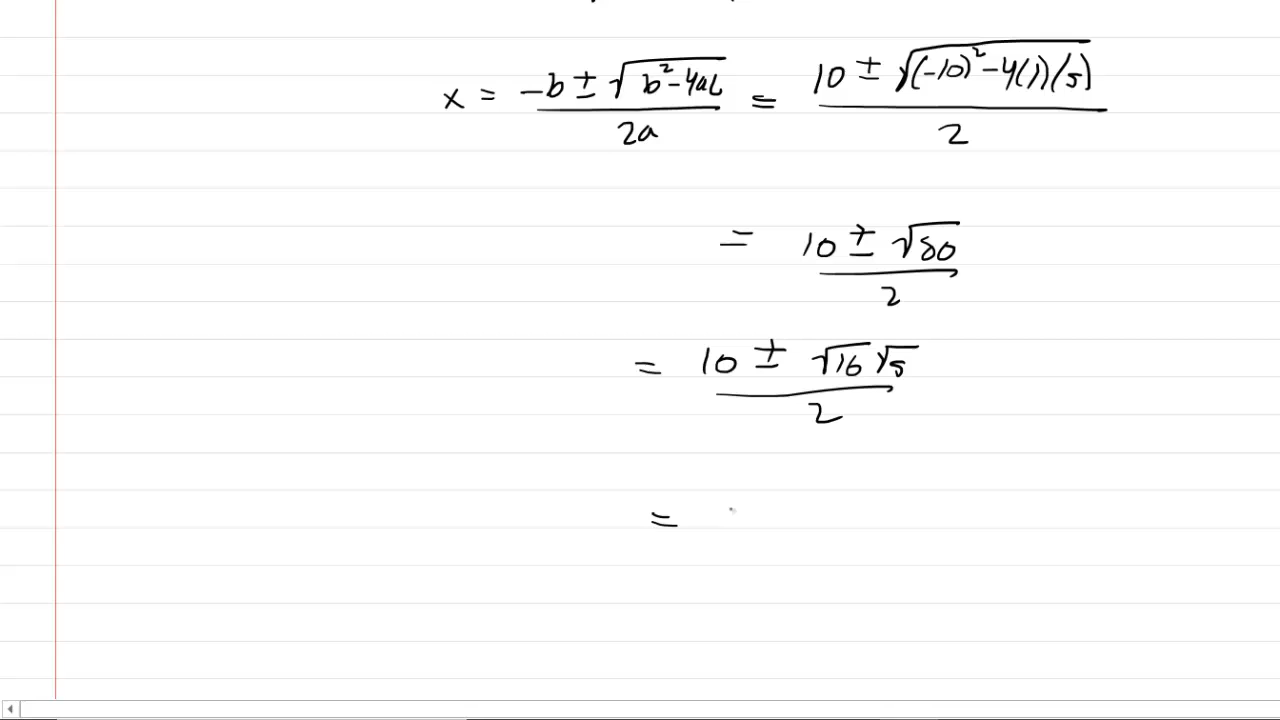 x = (-b ± √(b² - 4ac))/(2a) = (10 ± √((-10)² - 4(1)(5)))/2
= (10 ± √80)/2
= (10 ± √16 √5)/2
=